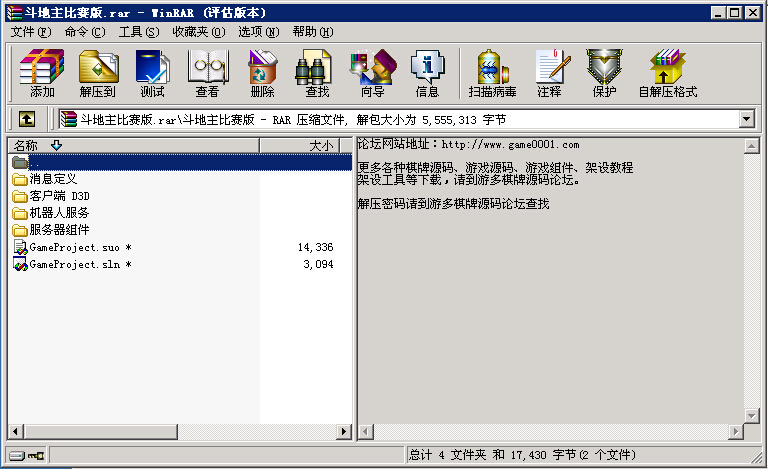 斗地主比赛版.rar - WinRAR (评估版本)
文件(F) 命令(C) 工具(S) 收藏夹(O) 选项(N) 帮助(H)
添加 解压到 测试 查看 删除 查找 向导 信息 扫描病毒 注释 保护 自解压格式
斗地主比赛版.rar\斗地主比赛版 - RAR 压缩文件, 解包大小为 5,555,313 字节
名称 大小
..
消息定义
客户端 D3D
机器人服务
服务器组件
GameProject.suo * 14,336
GameProject.sln * 3,094
论坛网站地址：http://www.game0001.com
更多各种棋牌源码、游戏源码、游戏组件、架设教程
架设工具等下载，请到游多棋牌源码论坛。
解压密码请到游多棋牌源码论坛查找
总计 4 文件夹 和 17,430 字节(2 个文件)